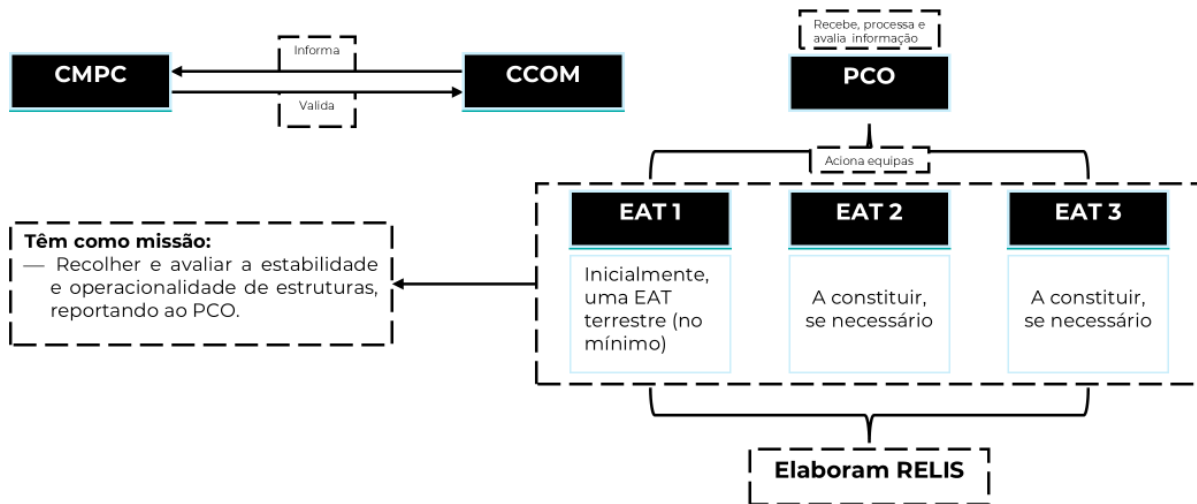 Recebe, processa e
avalia informação
Informa
CMPC
CCOM
PCO
Valida
Aciona equipas
EAT 1
EAT 2
EAT 3
Têm como missão:
— Recolher e avaliar a estabilidade
e operacionalidade de estruturas,
reportando ao PCO.
Inicialmente,
uma EAT
terrestre (no
mínimo)
A constituir,
se necessário
A constituir,
se necessário
Elaboram RELIS